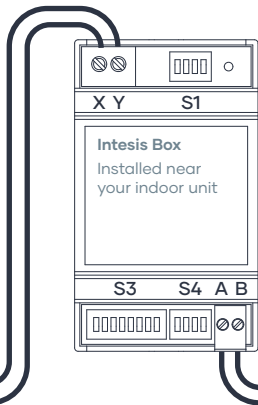 X Y S1
Intesis Box
Installed near
your indoor unit
S3 S4 A B